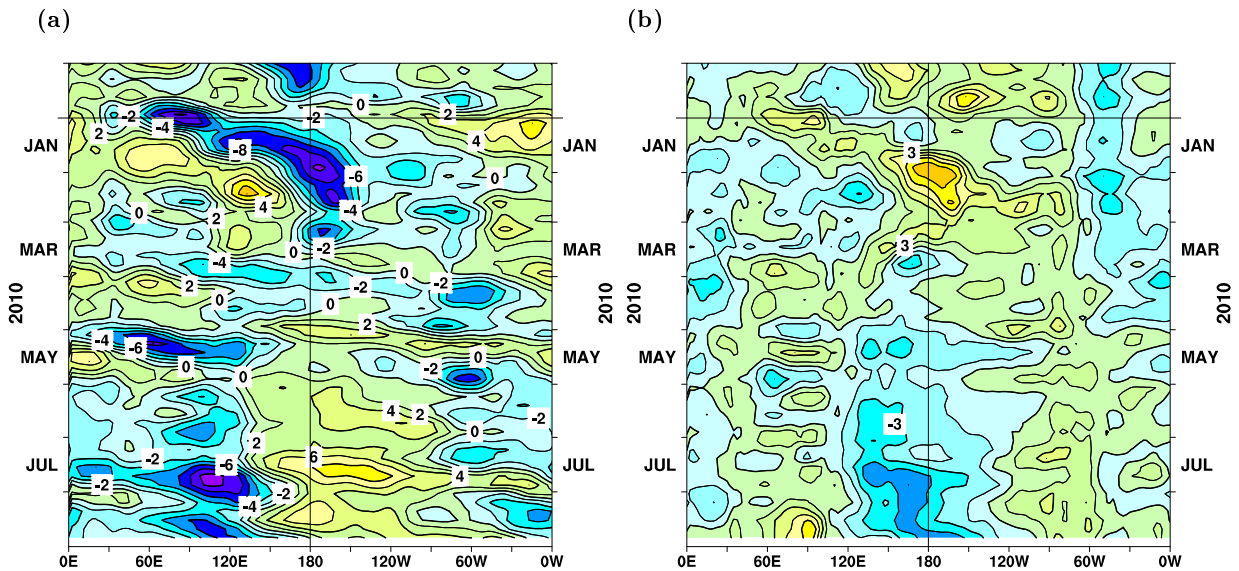 (a)
0
-2 -2 2
-4
2
4
JAN JAN
-8
-6 0
4 -4
0 2
MAR 0 -2 MAR
-4
0
2 -2 -2
0 0
2010 2010
2
-4 -6
MAY 0 MAY
0 -2
0
4 2 -2
0
2
-2 6
JUL -6 JUL
4
-2 -2
-4
0E 60E 120E 180 120W 60W 0W
(b)
JAN 3 JAN
MAR 3 MAR
2010 2010
MAY MAY
-3
JUL JUL
0E 60E 120E 180 120W 60W 0W